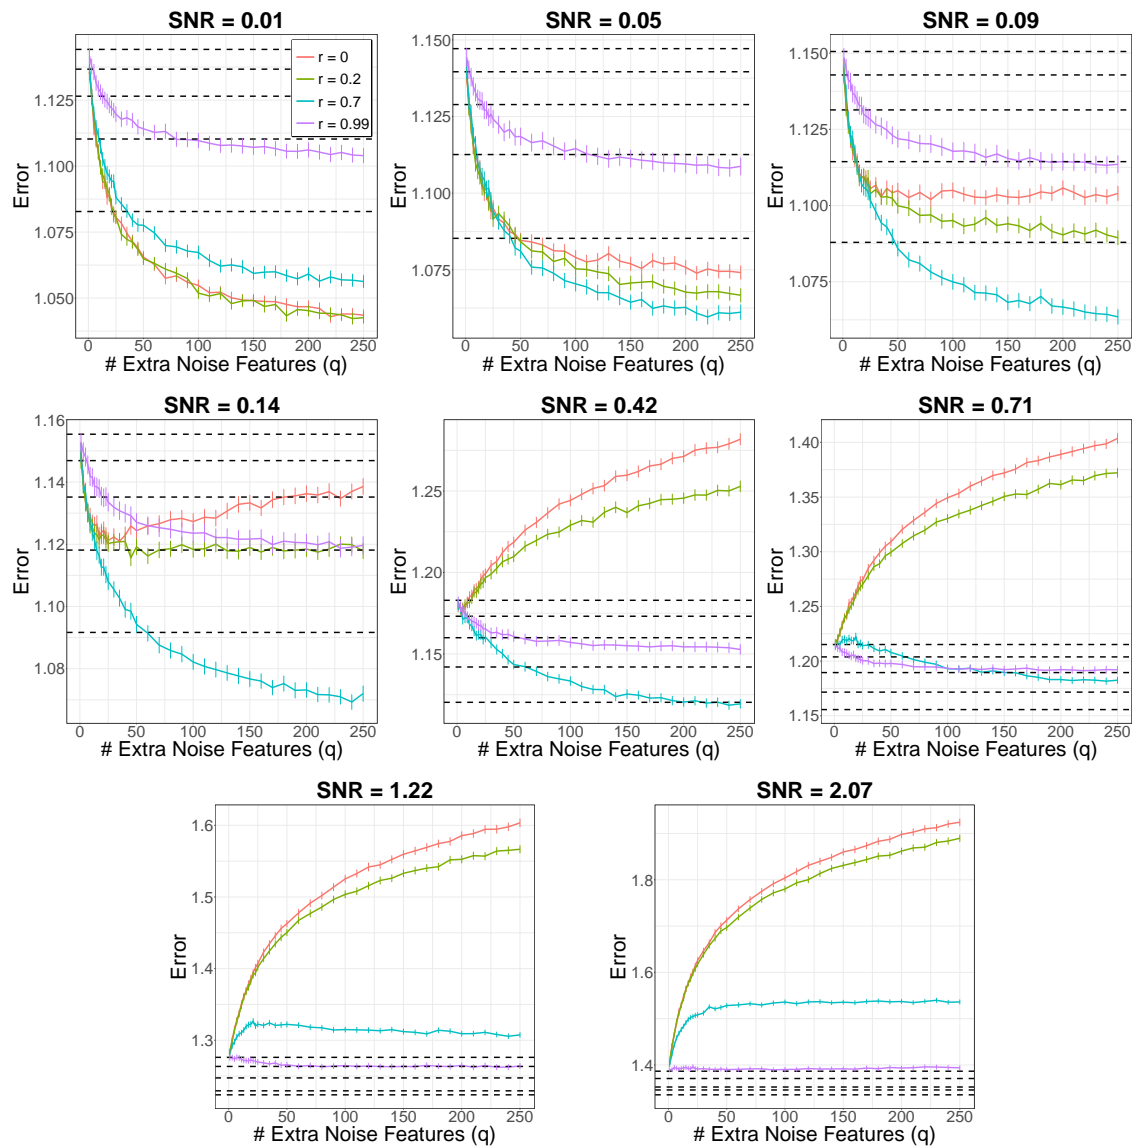 SNR = 0.01
SNR = 0.05
SNR = 0.09
r = 0
r = 0.2
r = 0.7
r = 0.99
Error
1.125
1.100
1.075
1.050
0 50 100 150 200 250
# Extra Noise Features (q)
Error
1.150
1.125
1.100
1.075
0 50 100 150 200 250
# Extra Noise Features (q)
Error
1.150
1.125
1.100
1.075
0 50 100 150 200 250
# Extra Noise Features (q)
SNR = 0.14
SNR = 0.42
SNR = 0.71
Error
1.16
1.14
1.12
1.10
1.08
0 50 100 150 200 250
# Extra Noise Features (q)
Error
1.25
1.20
1.15
0 50 100 150 200 250
# Extra Noise Features (q)
Error
1.40
1.35
1.30
1.25
1.20
1.15
0 50 100 150 200 250
# Extra Noise Features (q)
SNR = 1.22
SNR = 2.07
Error
1.6
1.5
1.4
1.3
0 50 100 150 200 250
# Extra Noise Features (q)
Error
1.8
1.6
1.4
0 50 100 150 200 250
# Extra Noise Features (q)